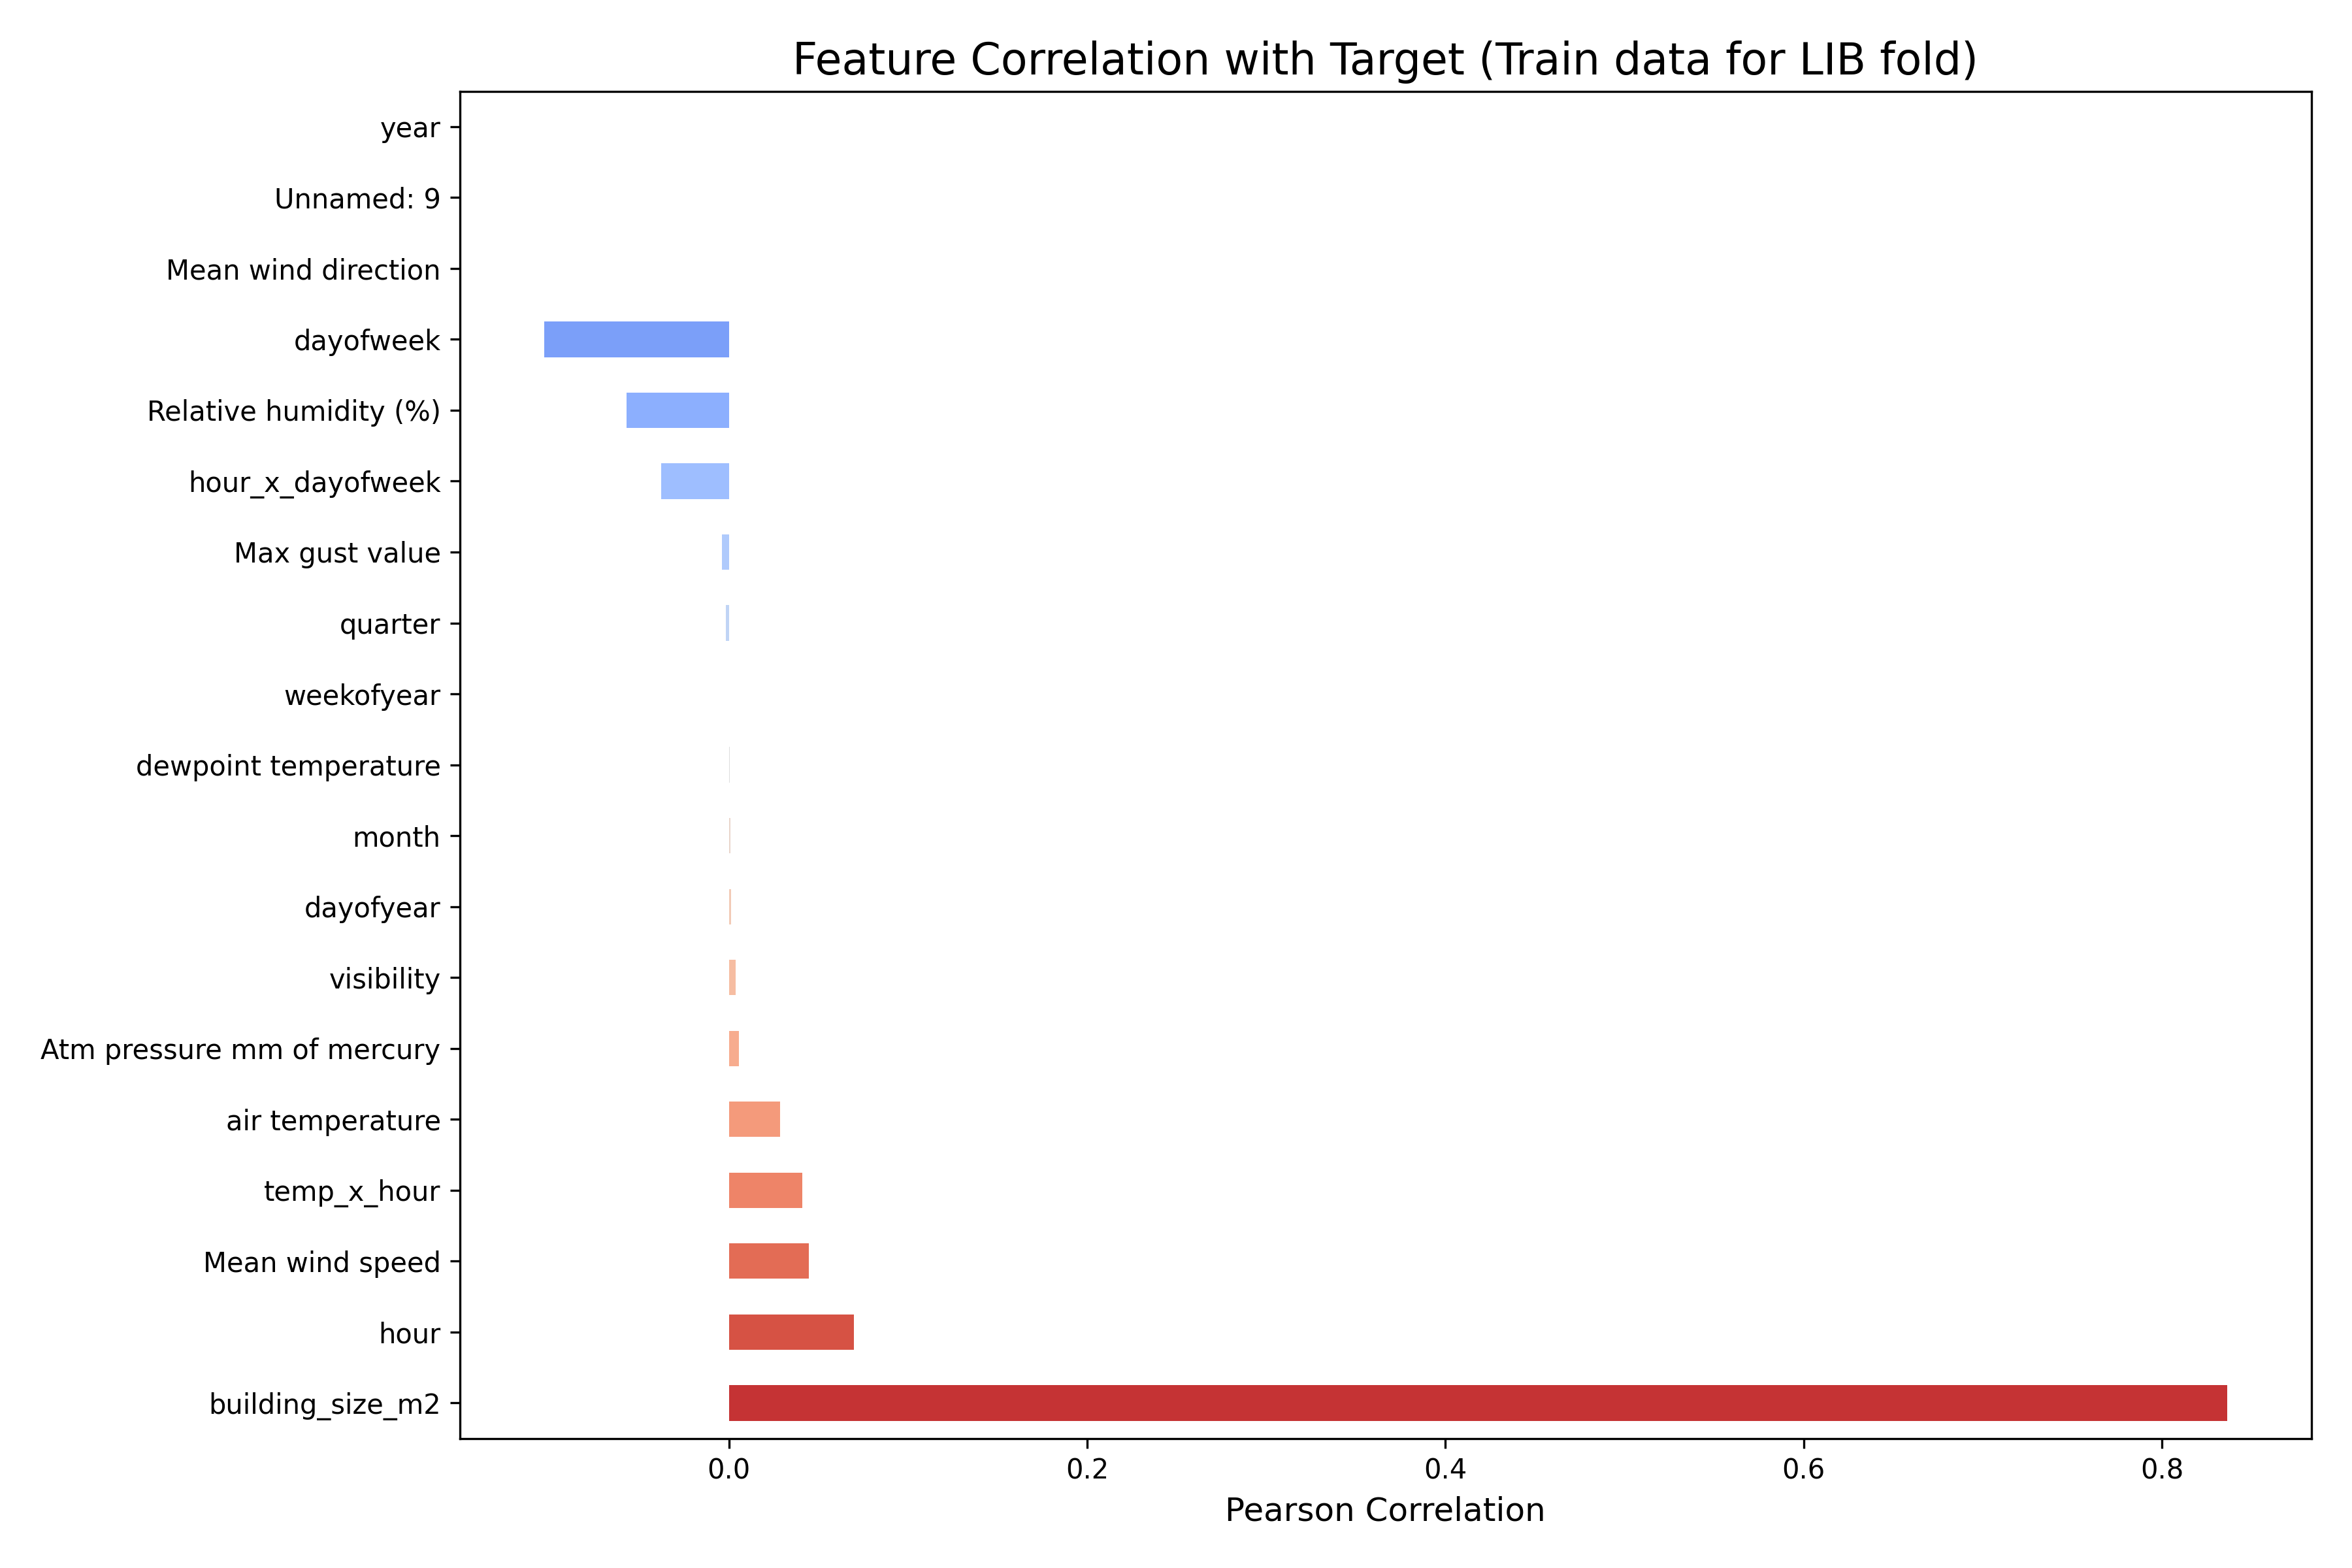 Feature Correlation with Target (Train data for LIB fold)
year
Unnamed: 9
Mean wind direction
dayofweek
Relative humidity (%)
hour_x_dayofweek
Max gust value
quarter
weekofyear
dewpoint temperature
month
dayofyear
visibility
Atm pressure mm of mercury
air temperature
temp_x_hour
Mean wind speed
hour
building_size_m2
0.0 0.2 0.4 0.6 0.8
Pearson Correlation